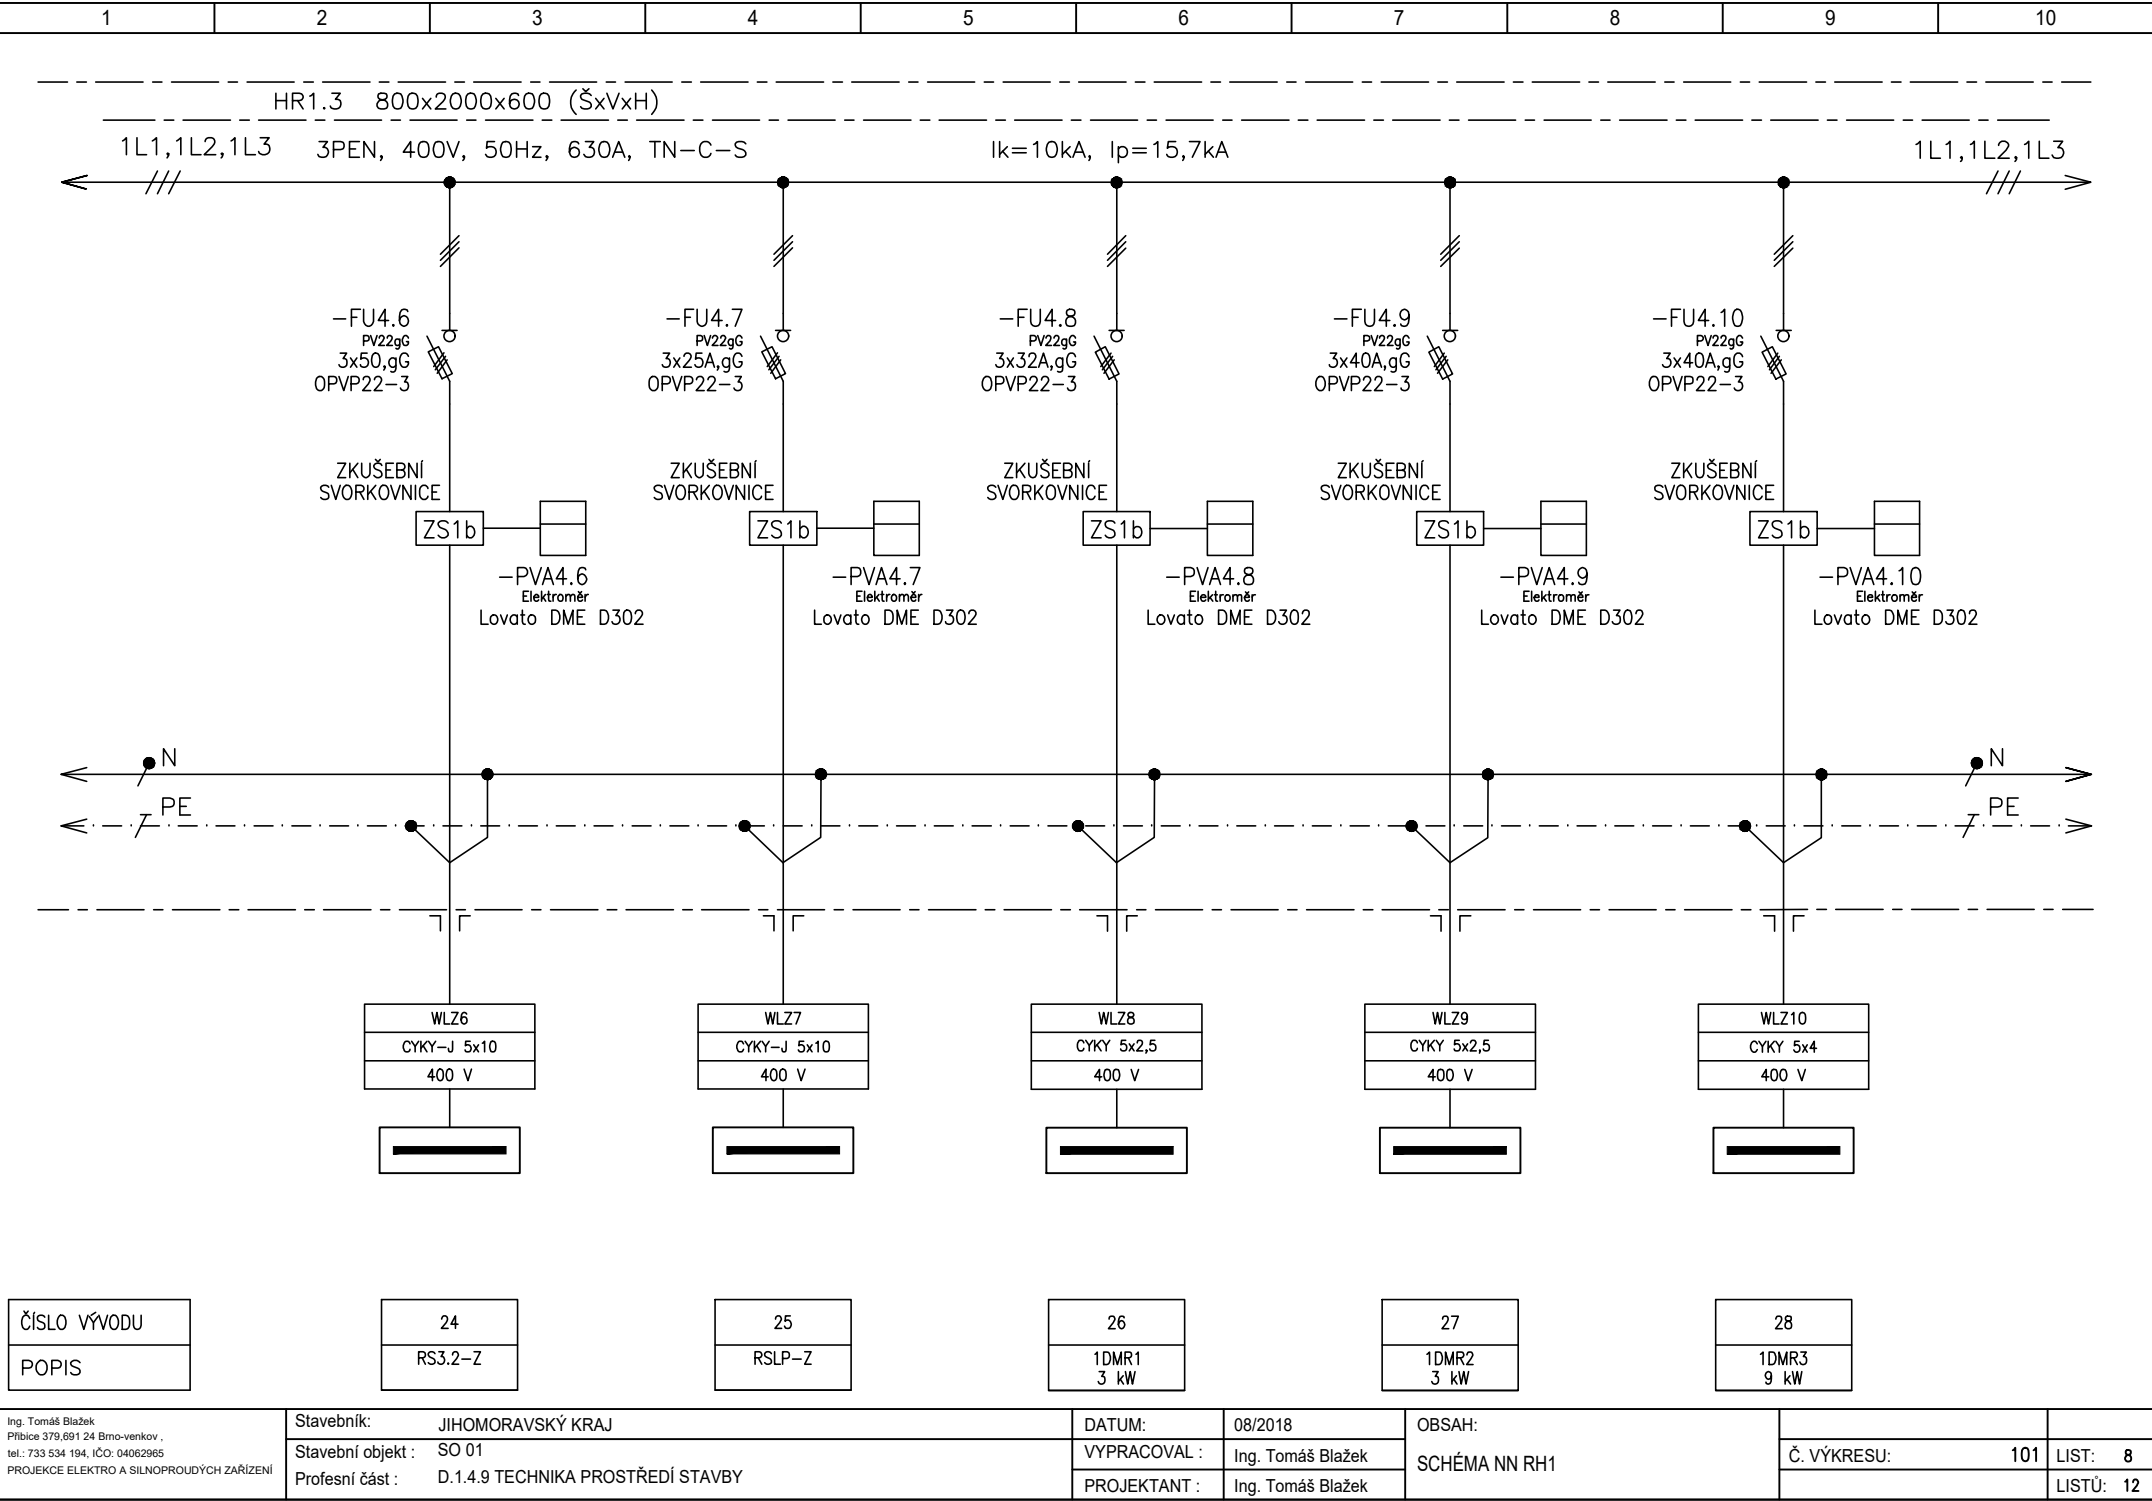 1 2 3 4 5 6 7 8 9 10
HR1.3 800x2000x600 (ŠxVxH)
1L1,1L2,1L3 3PEN, 400V, 50Hz, 630A, TN-C-S Ik=10kA, Ip=15,7kA 1L1,1L2,1L3
-FU4.6 -FU4.7 -FU4.8 -FU4.9 -FU4.10
PV22gG PV22gG PV22gG PV22gG PV22gG
3x50,gG 3x25A,gG 3x32A,gG 3x40A,gG 3x40A,gG
OPVP22-3 OPVP22-3 OPVP22-3 OPVP22-3 OPVP22-3
ZKUŠEBNÍ ZKUŠEBNÍ ZKUŠEBNÍ ZKUŠEBNÍ ZKUŠEBNÍ
SVORKOVNICE SVORKOVNICE SVORKOVNICE SVORKOVNICE SVORKOVNICE
ZS1b ZS1b ZS1b ZS1b ZS1b
-PVA4.6 -PVA4.7 -PVA4.8 -PVA4.9 -PVA4.10
Elektroměr Elektroměr Elektroměr Elektroměr Elektroměr
Lovato DME D302 Lovato DME D302 Lovato DME D302 Lovato DME D302 Lovato DME D302
N N
PE PE
WLZ6 WLZ7 WLZ8 WLZ9 WLZ10
CYKY-J 5x10 CYKY-J 5x10 CYKY 5x2,5 CYKY 5x2,5 CYKY 5x4
400 V 400 V 400 V 400 V 400 V
ČÍSLO VÝVODU 24 25 26 27 28
POPIS RS3.2-Z RSLP-Z 1DMR1 1DMR2 1DMR3
3 kW 3 kW 9 kW
Ing. Tomáš Blažek
Přibice 379,691 24 Brno-venkov ,
tel.: 733 534 194, IČO: 04062965
PROJEKCE ELEKTRO A SILNOPROUDÝCH ZAŘÍZENÍ
Stavebník: JIHOMORAVSKÝ KRAJ
Stavební objekt : SO 01
Profesní část : D.1.4.9 TECHNIKA PROSTŘEDÍ STAVBY
DATUM: 08/2018
VYPRACOVAL : Ing. Tomáš Blažek
PROJEKTANT : Ing. Tomáš Blažek
OBSAH:
SCHÉMA NN RH1
Č. VÝKRESU: 101 LIST: 8
LISTŮ: 12